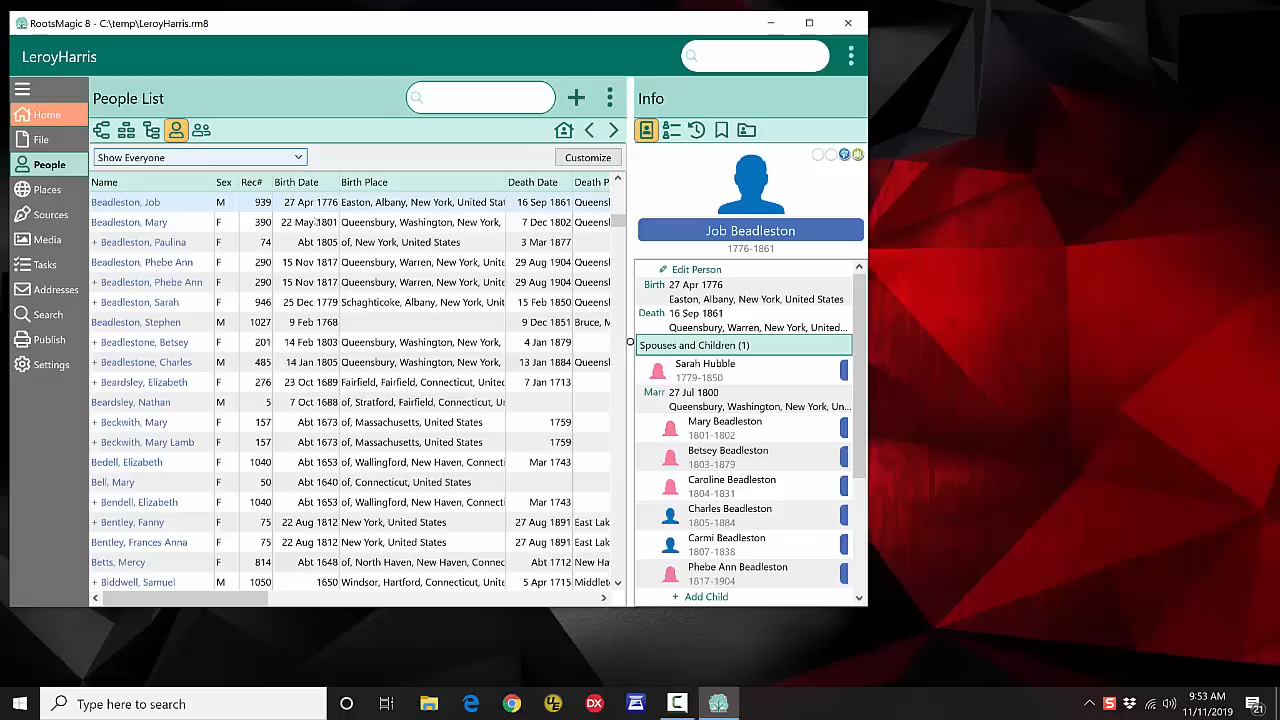 RootsMagic 8 - C:\temp\LeroyHarris.rm8
LeroyHarris
Home
File
People
Places
Sources
Media
Tasks
Addresses
Search
Publish
Settings
People List
Show Everyone
Customize
Name Sex Rec# Birth Date Birth Place Death Date Death P
Beadleston, Job M 939 27 Apr 1776 Easton, Albany, New York, United Stat 16 Sep 1861 Queensl
Beadleston, Mary F 390 22 May 1801 Queensbury, Washington, New York, 7 Dec 1802 Queensl
+ Beadleston, Paulina F 74 Abt 1805 of, New York, United States 3 Mar 1877
Beadleston, Phebe Ann F 290 15 Nov 1817 Queensbury, Warren, New York, Unite 29 Aug 1904 Queensl
+ Beadleston, Phebe Ann F 290 15 Nov 1817 Queensbury, Warren, New York, Unite 29 Aug 1904 Queensl
+ Beadleston, Sarah F 946 25 Dec 1779 Schaghticoke, Albany, New York, Unit 15 Feb 1850 Queensl
Beadleston, Stephen M 1027 9 Feb 1768 9 Dec 1851 Bruce, M
+ Beadlestone, Betsey F 201 14 Feb 1803 Queensbury, Washington, New York, 4 Jan 1879
+ Beadlestone, Charles M 485 14 Jan 1805 Queensbury, Washington, New York, 13 Jan 1884 Queensl
+ Beardsley, Elizabeth F 276 23 Oct 1689 Fairfield, Fairfield, Connecticut, Unitec 7 Jan 1713
Beardsley, Nathan M 5 7 Oct 1688 of, Stratford, Fairfield, Connecticut, Ur
+ Beckwith, Mary F 157 Abt 1673 of, Massachusetts, United States 1759
+ Beckwith, Mary Lamb F 157 Abt 1673 of, Massachusetts, United States 1759
Bedell, Elizabeth F 1040 Abt 1653 of, Wallingford, New Haven, Connecti Mar 1743
Bell, Mary F 50 Abt 1640 of, Connecticut, United States
+ Bendell, Elizabeth F 1040 Abt 1653 of, Wallingford, New Haven, Connecti Mar 1743
+ Bentley, Fanny F 75 22 Aug 1812 New York, United States 27 Aug 1891 East Lak
Bentley, Frances Anna F 75 22 Aug 1812 New York, United States 27 Aug 1891 East Lak
Betts, Mercy F 814 Abt 1648 of, North Haven, New Haven, Connect Abt 1712 New Ha
+ Biddwell, Samuel M 1050 1650 Windsor, Hartford, Connecticut, Unite 5 Apr 1715 Middlet
Info
Job Beadleston
1776-1861
Edit Person
Birth 27 Apr 1776
Easton, Albany, New York, United States
Death 16 Sep 1861
Queensbury, Warren, New York, United...
Spouses and Children (1)
Sarah Hubble
1779-1850
Marr 27 Jul 1800
Queensbury, Washington, New York, Un...
Mary Beadleston
1801-1802
Betsey Beadleston
1803-1879
Caroline Beadleston
1804-1831
Charles Beadleston
1805-1884
Carmi Beadleston
1807-1838
Phebe Ann Beadleston
1817-1904
+ Add Child
Type here to search
9:53 AM
11/11/2019
21